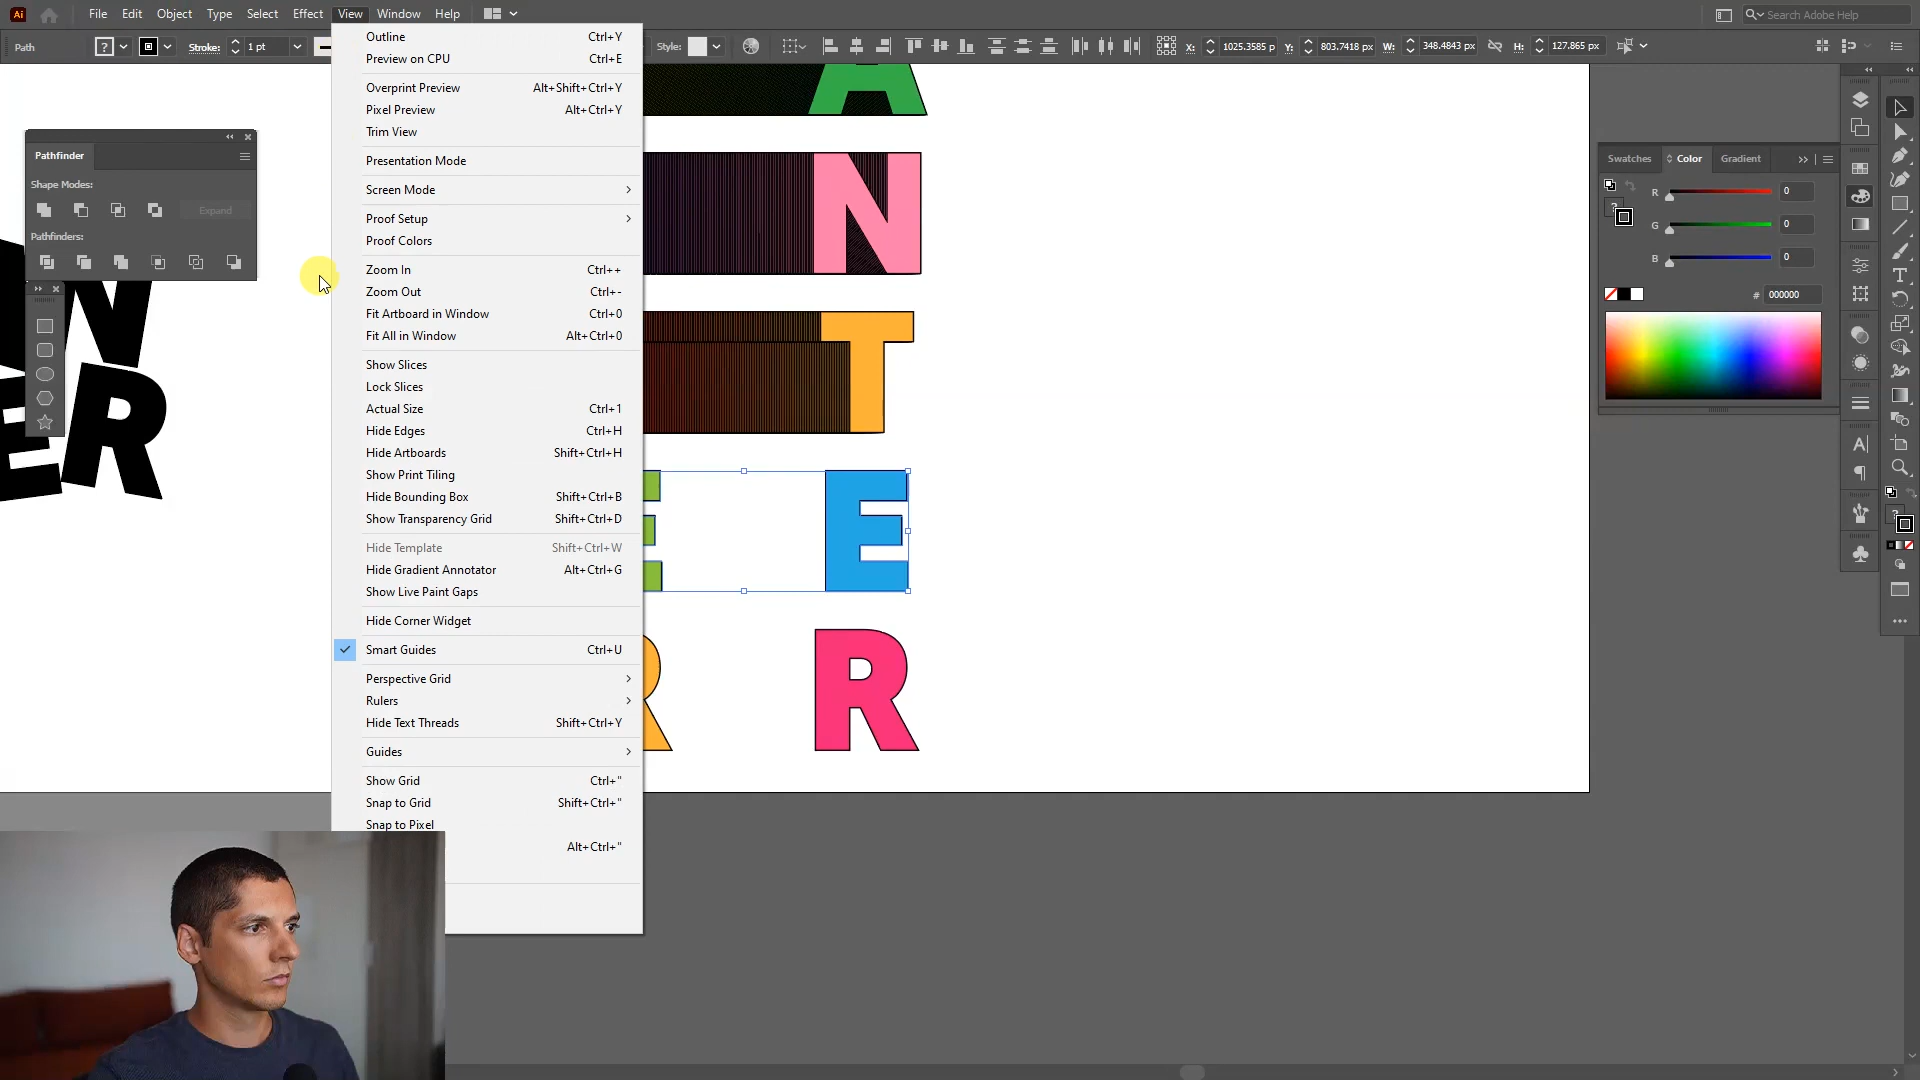 Ai File Edit Object Type Select Effect View Window Help Search Adobe Help
Path ? Stroke: 1 pt Style: X: 1025.3585 p Y: 803.7418 px W: 348.4843 px H: 127.865 px
Outline Ctrl+Y
Preview on CPU Ctrl+E
Overprint Preview Alt+Shift+Ctrl+Y
Pixel Preview Alt+Ctrl+Y
Trim View
Presentation Mode
Screen Mode
Proof Setup
Proof Colors
Zoom In Ctrl++
Zoom Out Ctrl+-
Fit Artboard in Window Ctrl+0
Fit All in Window Alt+Ctrl+0
Show Slices
Lock Slices
Actual Size Ctrl+1
Hide Edges Ctrl+H
Hide Artboards Shift+Ctrl+H
Show Print Tiling
Hide Bounding Box Shift+Ctrl+B
Show Transparency Grid Shift+Ctrl+D
Hide Template Shift+Ctrl+W
Hide Gradient Annotator Alt+Ctrl+G
Show Live Paint Gaps
Hide Corner Widget
Smart Guides Ctrl+U
Perspective Grid
Rulers
Hide Text Threads Shift+Ctrl+Y
Guides
Show Grid Ctrl+"
Snap to Grid Shift+Ctrl+"
Snap to Pixel
Alt+Ctrl+"
Pathfinder
Shape Modes:
Expand
Pathfinders:
N
ER
A
N
T
E E
R R
Swatches Color Gradient
R 0
G 0
B 0
# 000000